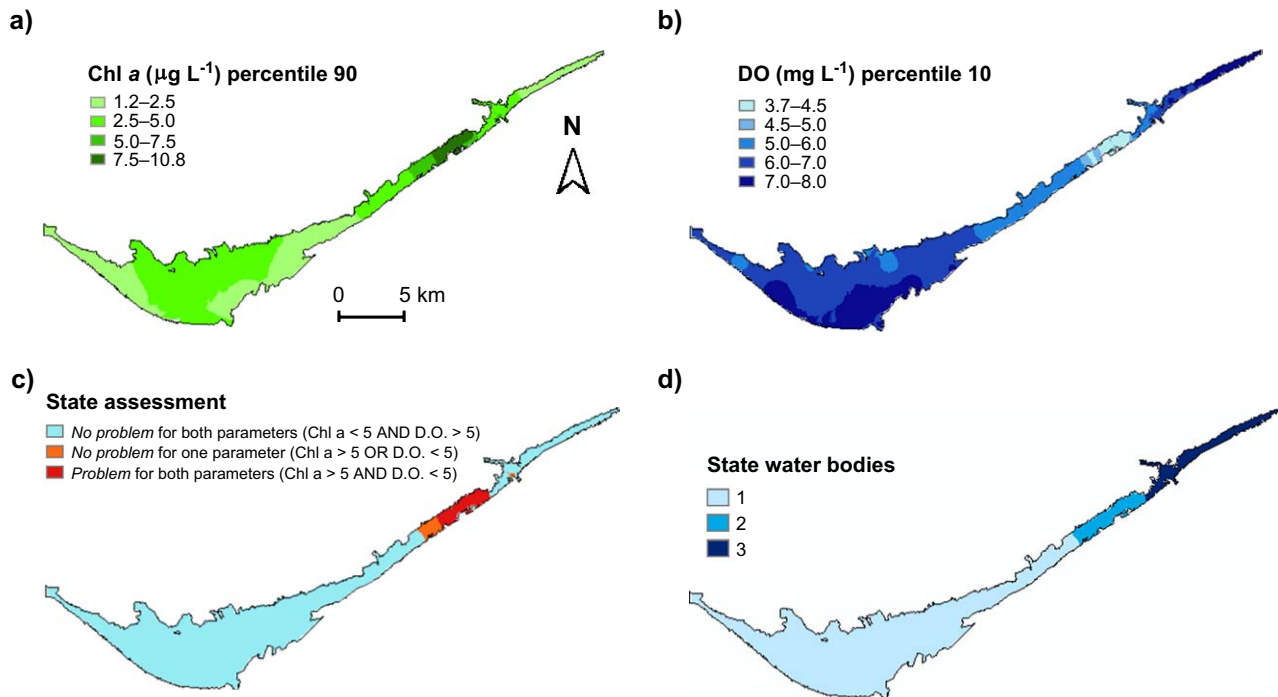 a)
Chl a (µg L-1) percentile 90
1.2–2.5
2.5–5.0
5.0–7.5
7.5–10.8
N
0 5 km
b)
DO (mg L-1) percentile 10
3.7–4.5
4.5–5.0
5.0–6.0
6.0–7.0
7.0–8.0
c)
State assessment
No problem for both parameters (Chl a < 5 AND D.O. > 5)
No problem for one parameter (Chl a > 5 OR D.O. < 5)
Problem for both parameters (Chl a > 5 AND D.O. < 5)
d)
State water bodies
1
2
3